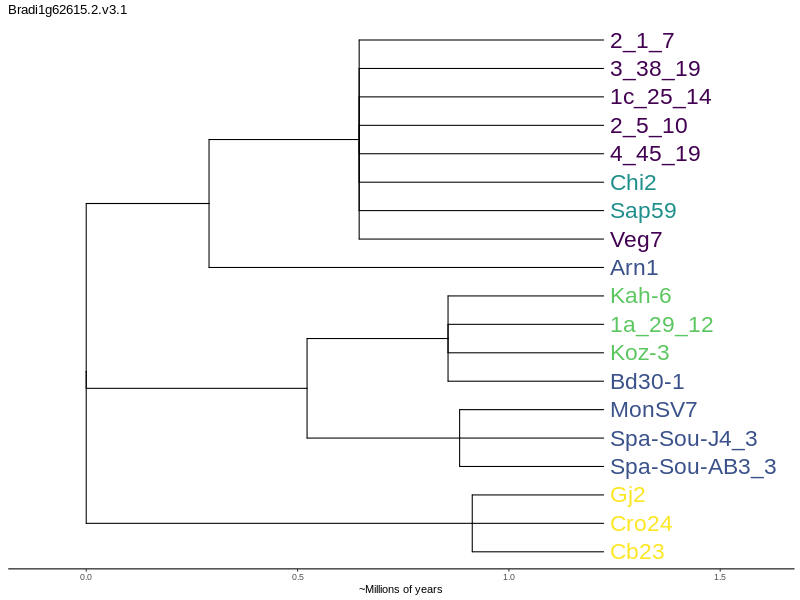 Bradi1g62615.2.v3.1
2_1_7
3_38_19
1c_25_14
2_5_10
4_45_19
Chi2
Sap59
Veg7
Arn1
Kah-6
1a_29_12
Koz-3
Bd30-1
MonSV7
Spa-Sou-J4_3
Spa-Sou-AB3_3
Gj2
Cro24
Cb23
0.0 0.5 1.0 1.5
~Millions of years